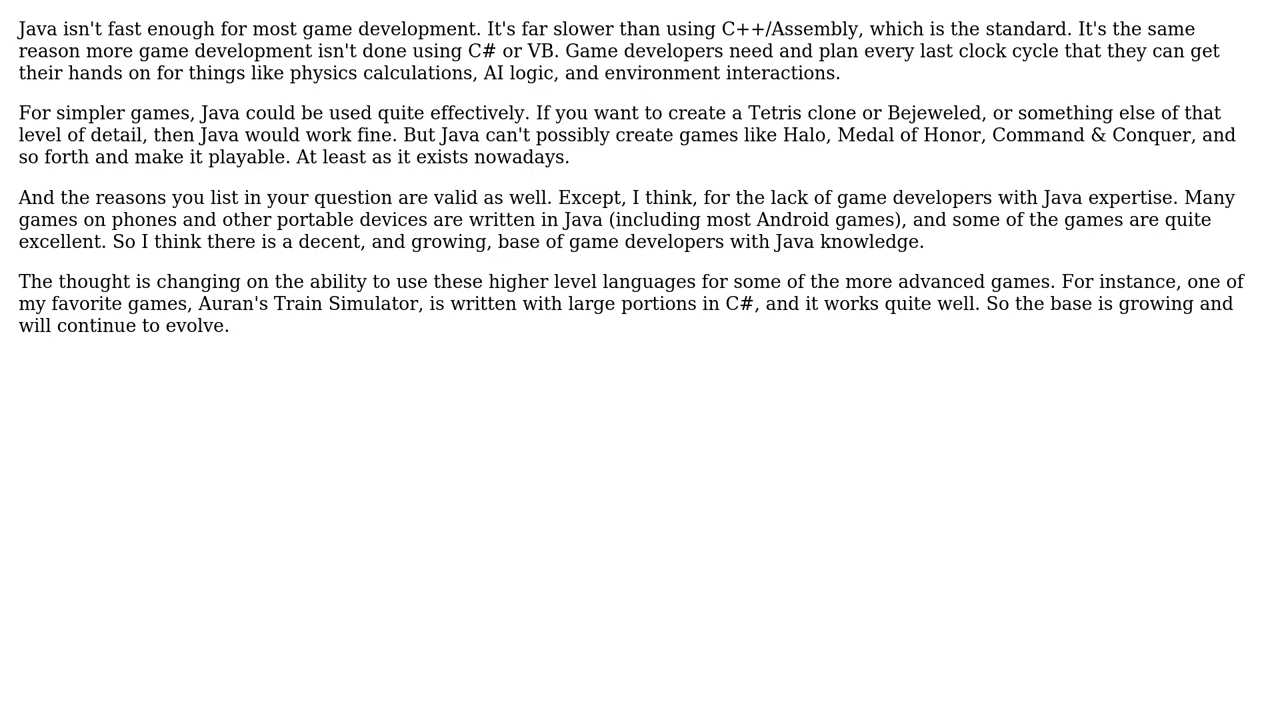 Java isn't fast enough for most game development. It's far slower than using C++/Assembly, which is the standard. It's the same
reason more game development isn't done using C# or VB. Game developers need and plan every last clock cycle that they can get
their hands on for things like physics calculations, AI logic, and environment interactions.
For simpler games, Java could be used quite effectively. If you want to create a Tetris clone or Bejeweled, or something else of that
level of detail, then Java would work fine. But Java can't possibly create games like Halo, Medal of Honor, Command & Conquer, and
so forth and make it playable. At least as it exists nowadays.
And the reasons you list in your question are valid as well. Except, I think, for the lack of game developers with Java expertise. Many
games on phones and other portable devices are written in Java (including most Android games), and some of the games are quite
excellent. So I think there is a decent, and growing, base of game developers with Java knowledge.
The thought is changing on the ability to use these higher level languages for some of the more advanced games. For instance, one of
my favorite games, Auran's Train Simulator, is written with large portions in C#, and it works quite well. So the base is growing and
will continue to evolve.